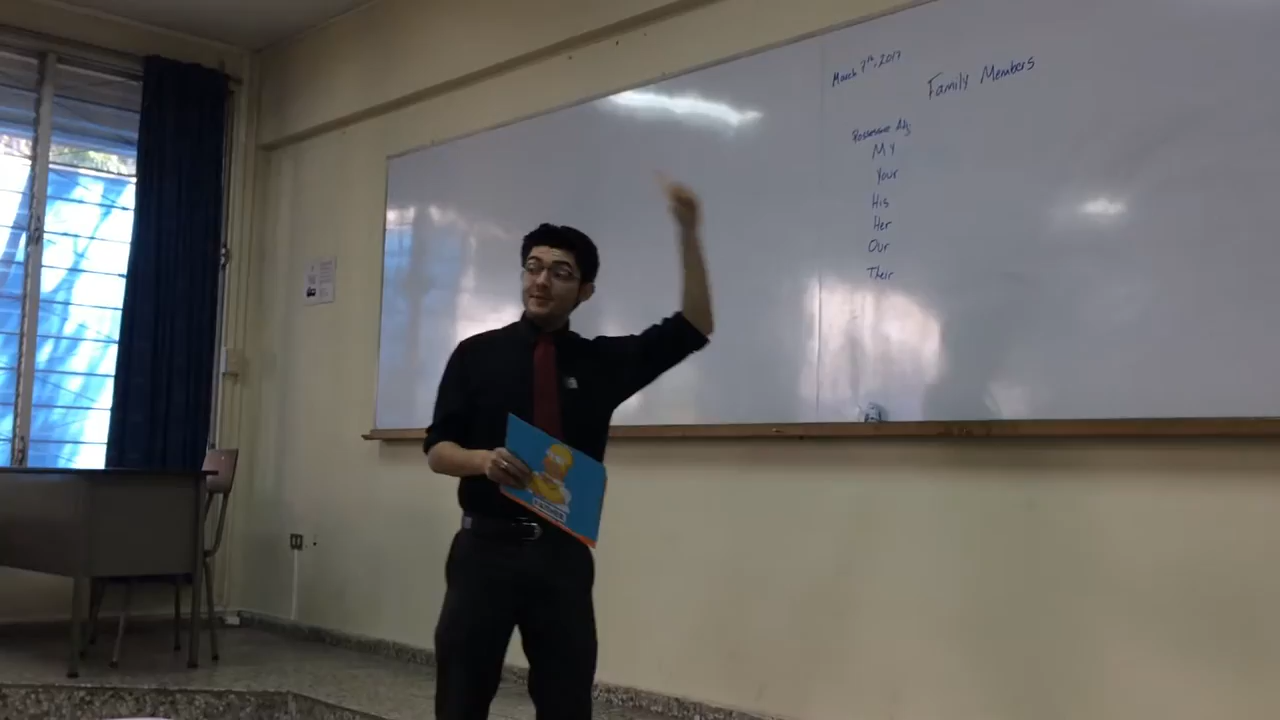 March 7th, 2017
Family Members
Possessive Adj
My
Your
His
Her
Our
Their